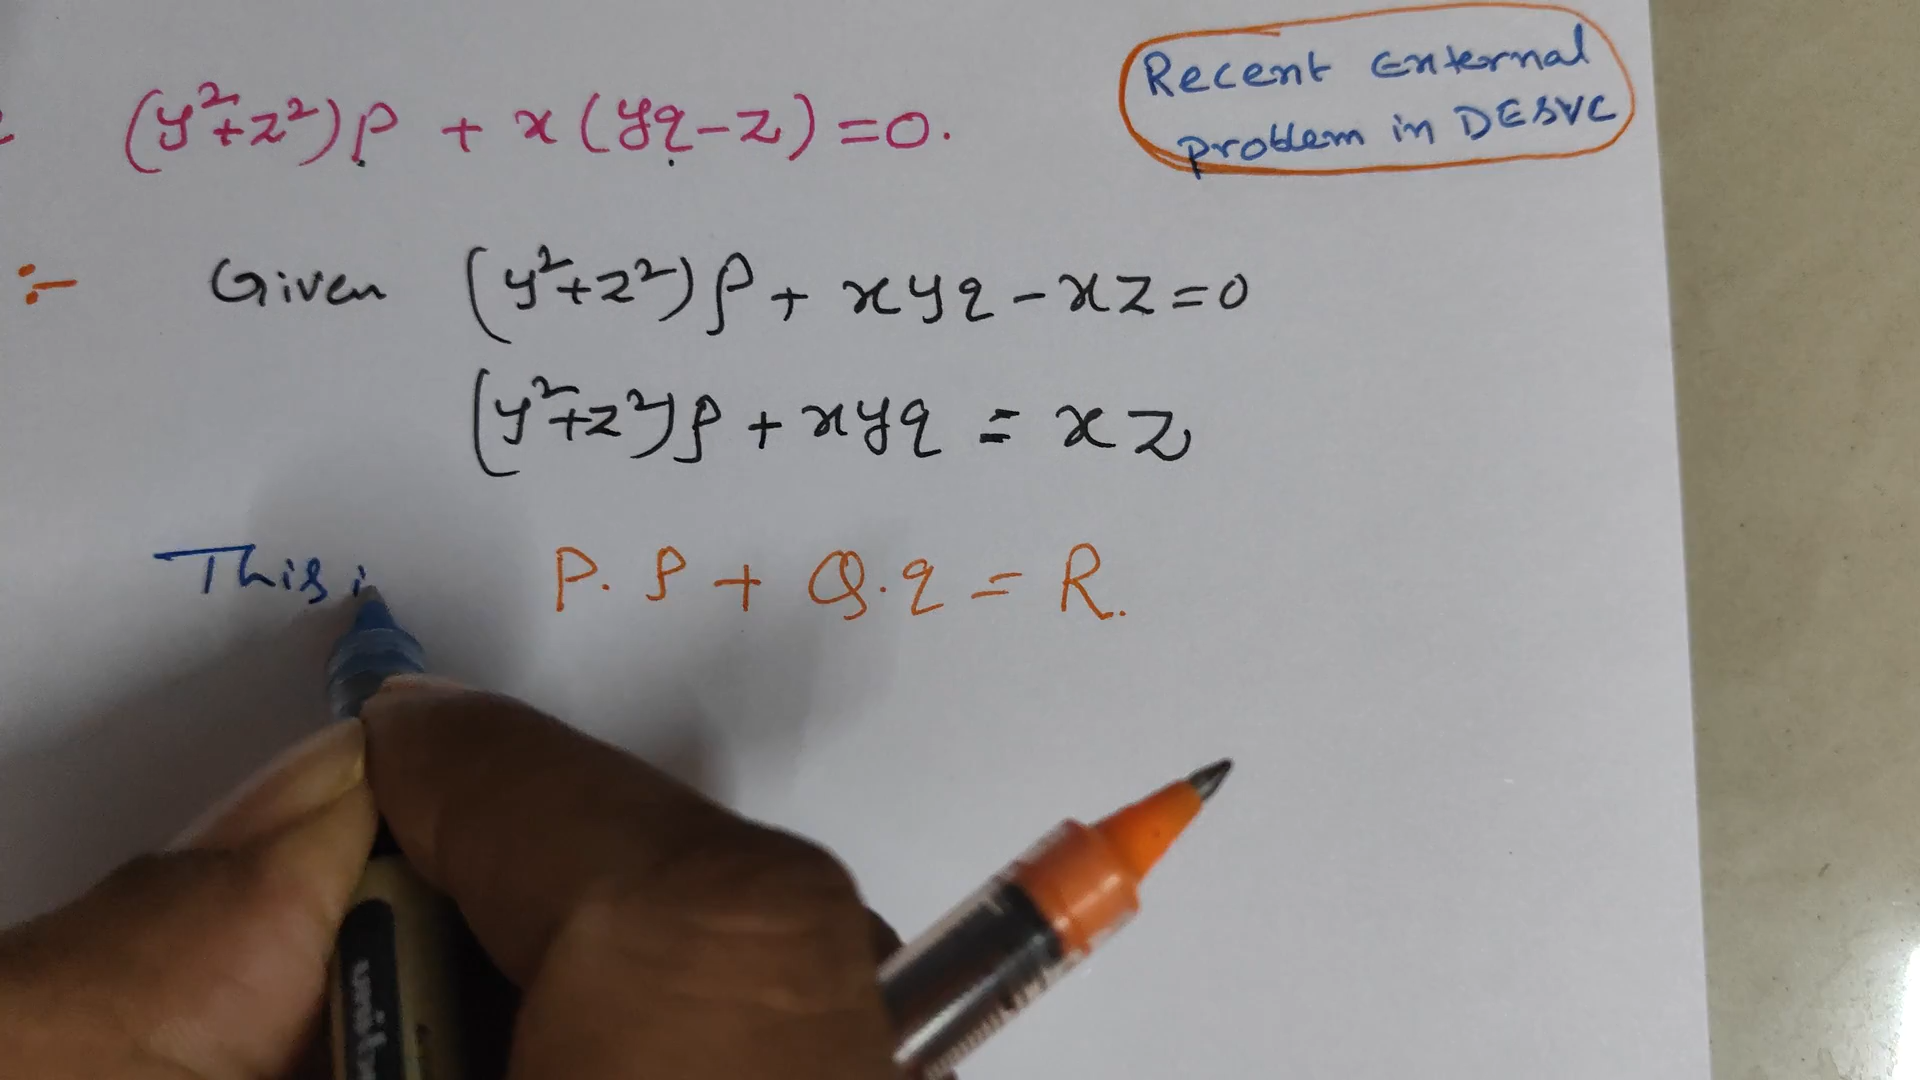 (y²+z²)p + x(yq-z)=0.
Recent External
problem in DESVC
:- Given (y²+z²)p + xyq - xz=0
(y²+z²)p + xyq = xz
This i P.p + Q.q = R.